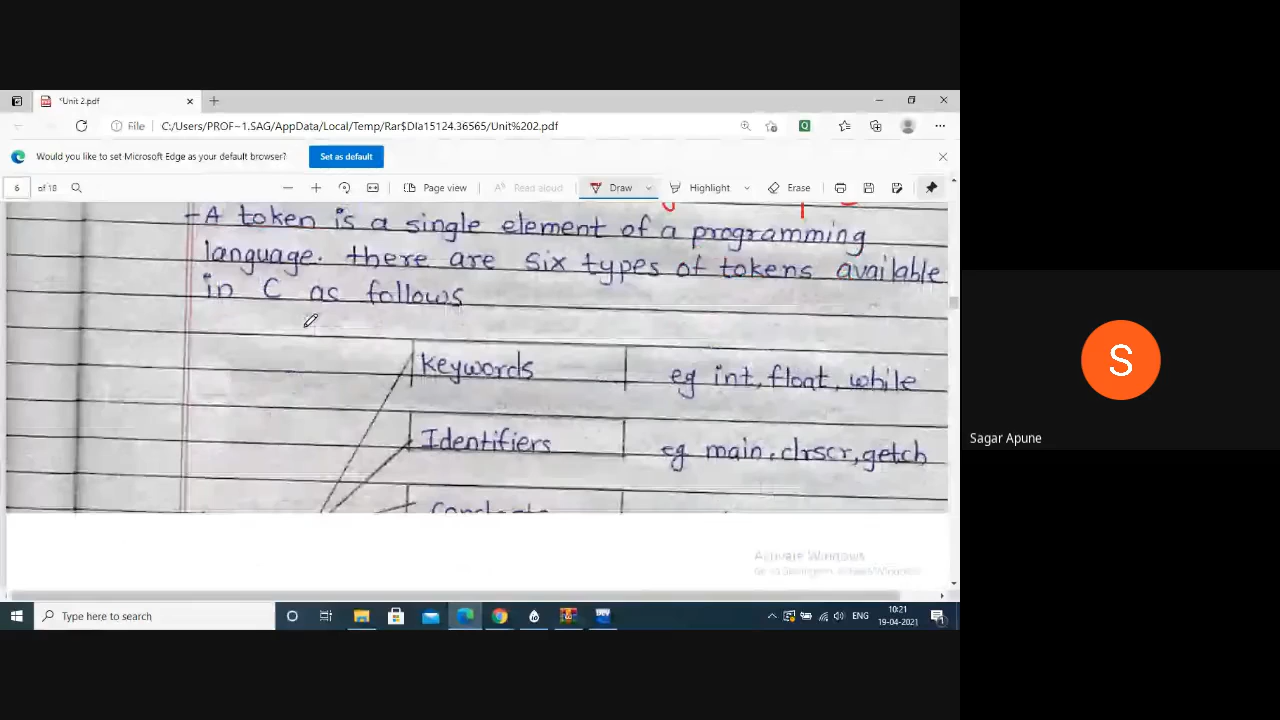 *Unit 2.pdf
File
C:/Users/PROF~1.SAG/AppData/Local/Temp/Rar$DIa15124.36565/Unit%202.pdf
Would you like to set Microsoft Edge as your default browser?
Set as default
6 of 18
Page view
Read aloud
Draw
Highlight
Erase
A token is a single element of a programming
language. there are six types of tokens available
in C as follows
Keywords eg int, float, while
Identifiers eg main, clrscr, getch
Activate Windows
Type here to search
ENG
10:21
19-04-2021
S
Sagar Apune